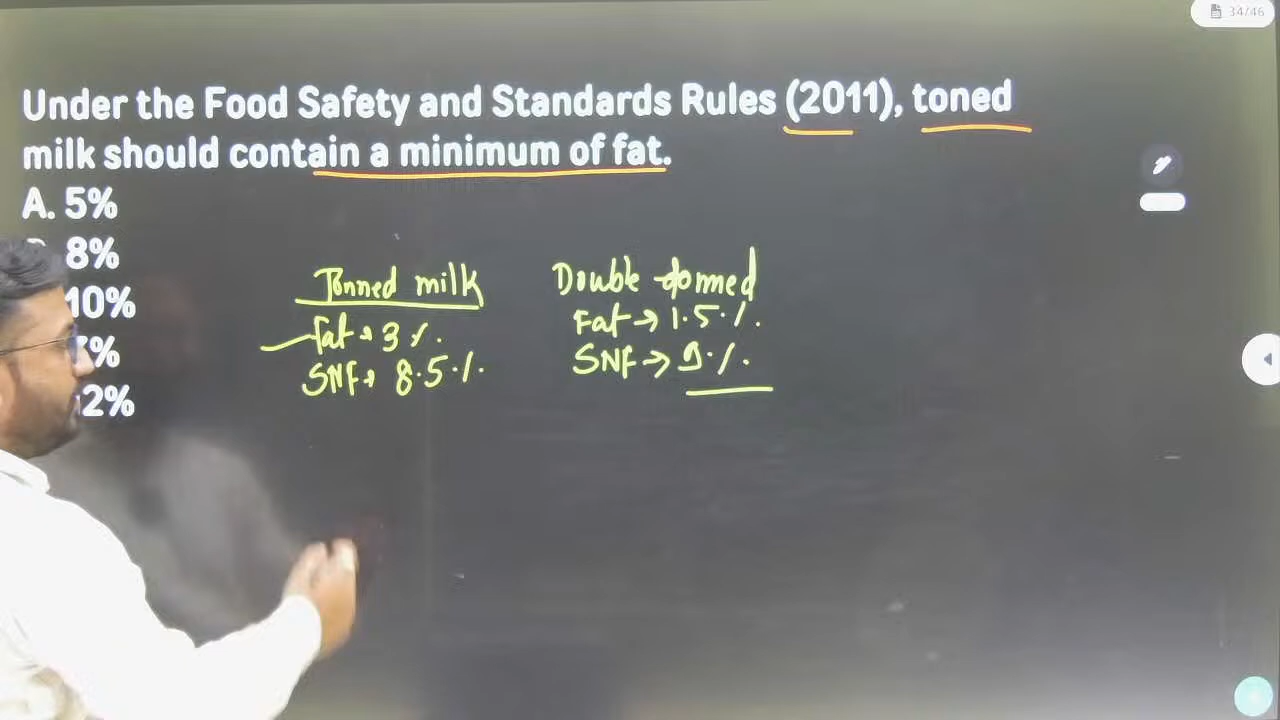 34/46
Under the Food Safety and Standards Rules (2011), toned
milk should contain a minimum of fat.
A. 5%
8%
10%
%
2%
Tonned milk
Fat → 3 %.
SNF → 8.5%.
Double tonned
Fat → 1.5%.
SNF → 9%.